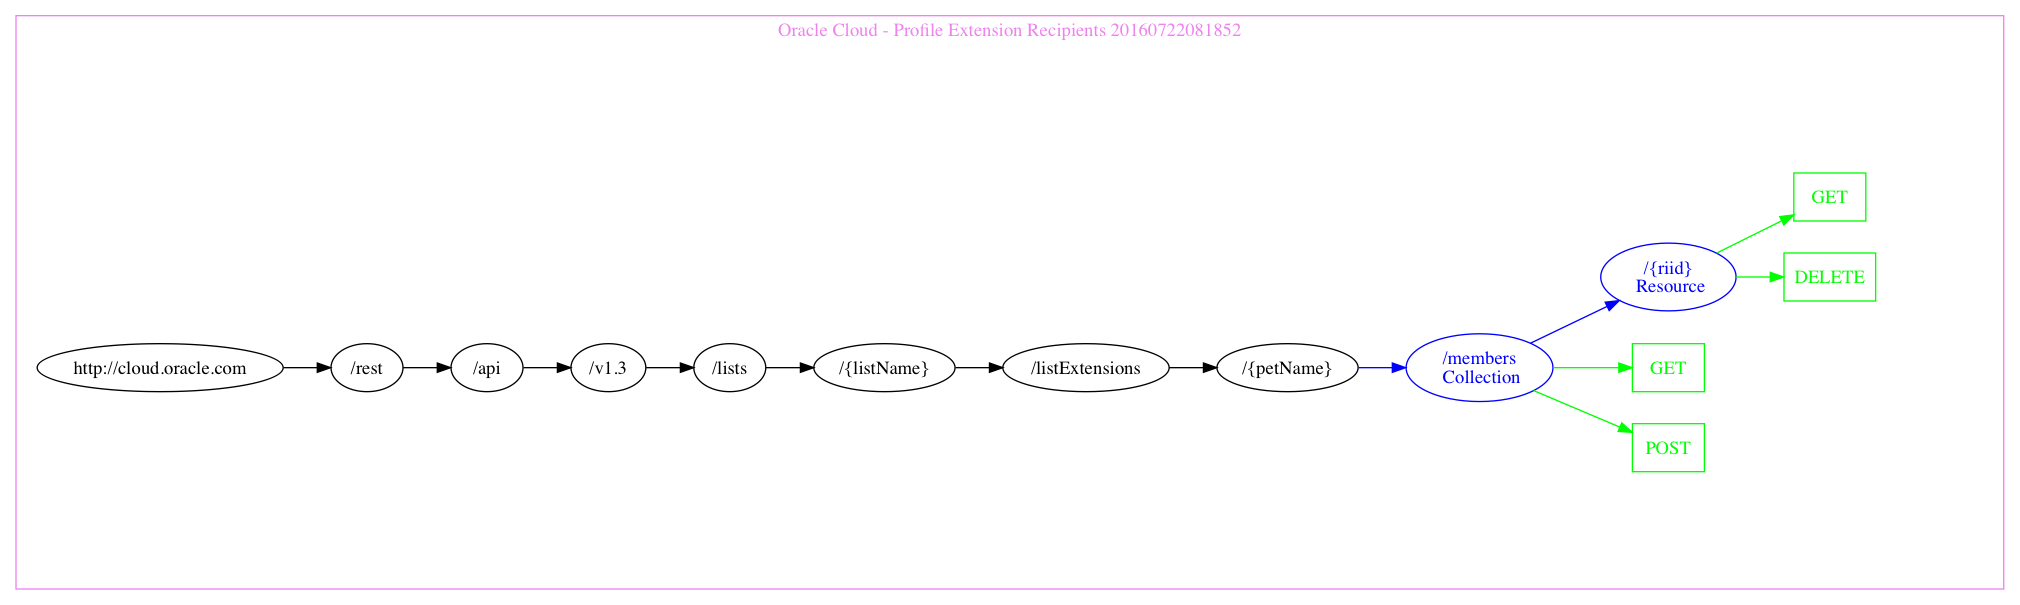 Oracle Cloud - Profile Extension Recipients 20160722081852
GET
/{riid}
Resource
DELETE
http://cloud.oracle.com
/rest
/api
/v1.3
/lists
/{listName}
/listExtensions
/{petName}
/members
Collection
GET
POST